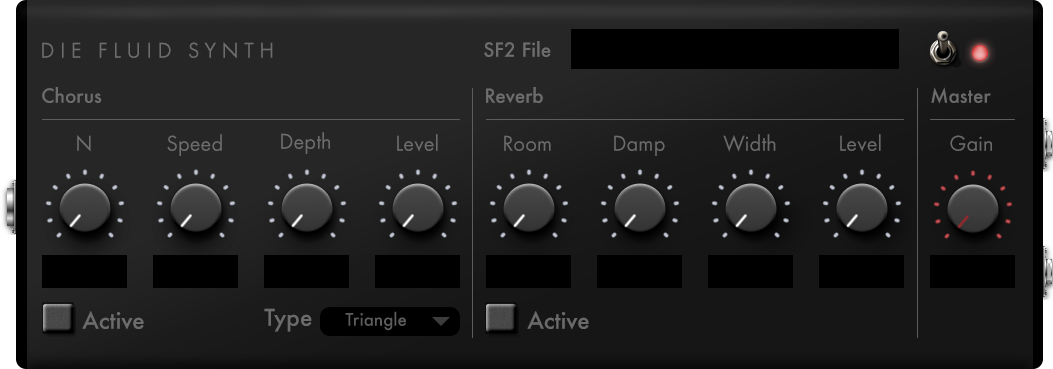 DIE FLUID SYNTH
SF2 File
Chorus
Reverb
Master
N Speed Depth Level
Room Damp Width Level
Gain
Active
Type Triangle
Active